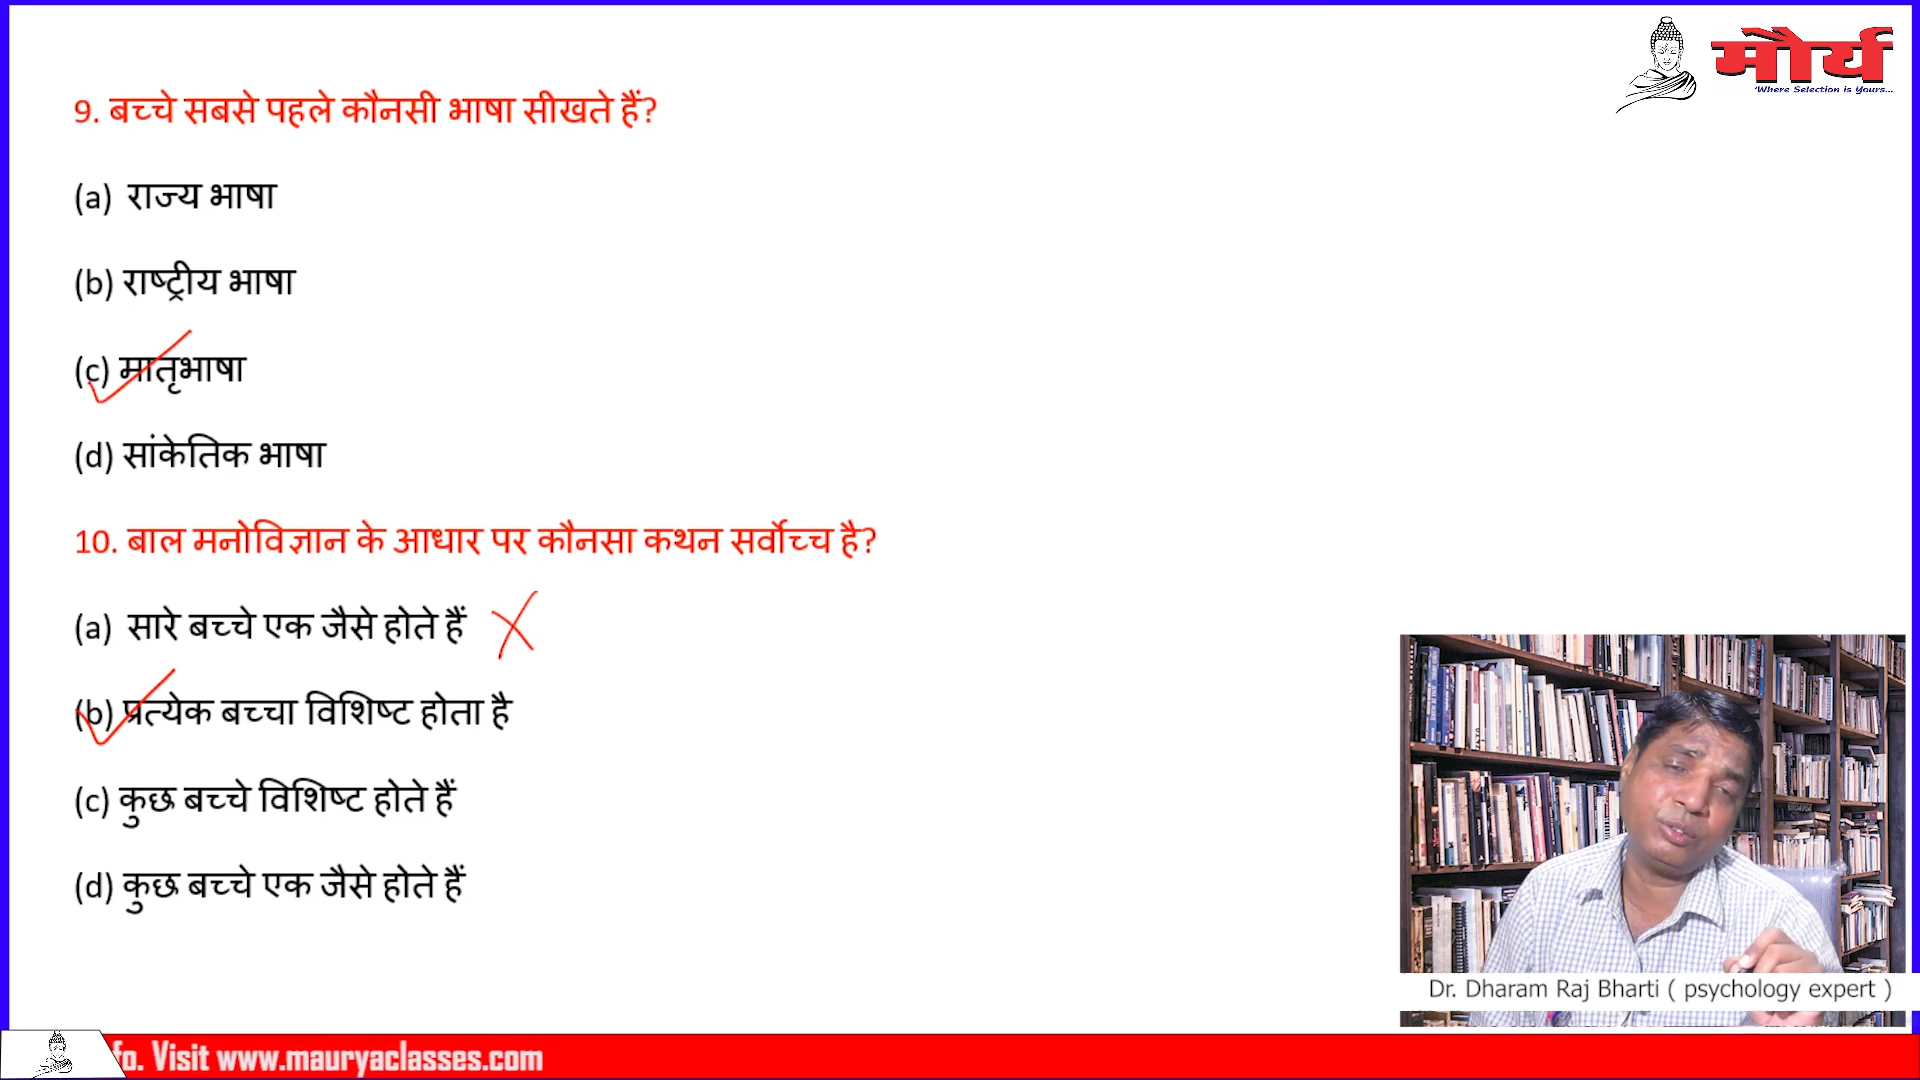 मौर्य
'Where Selection is Yours...
9. बच्चे सबसे पहले कौनसी भाषा सीखते हैं?
(a) राज्य भाषा
(b) राष्ट्रीय भाषा
(c) मातृभाषा
(d) सांकेतिक भाषा
10. बाल मनोविज्ञान के आधार पर कौनसा कथन सर्वोच्च है?
(a) सारे बच्चे एक जैसे होते हैं
(b) प्रत्येक बच्चा विशिष्ट होता है
(c) कुछ बच्चे विशिष्ट होते हैं
(d) कुछ बच्चे एक जैसे होते हैं
Dr. Dharam Raj Bharti ( psychology expert )
fo. Visit www.mauryaclasses.com